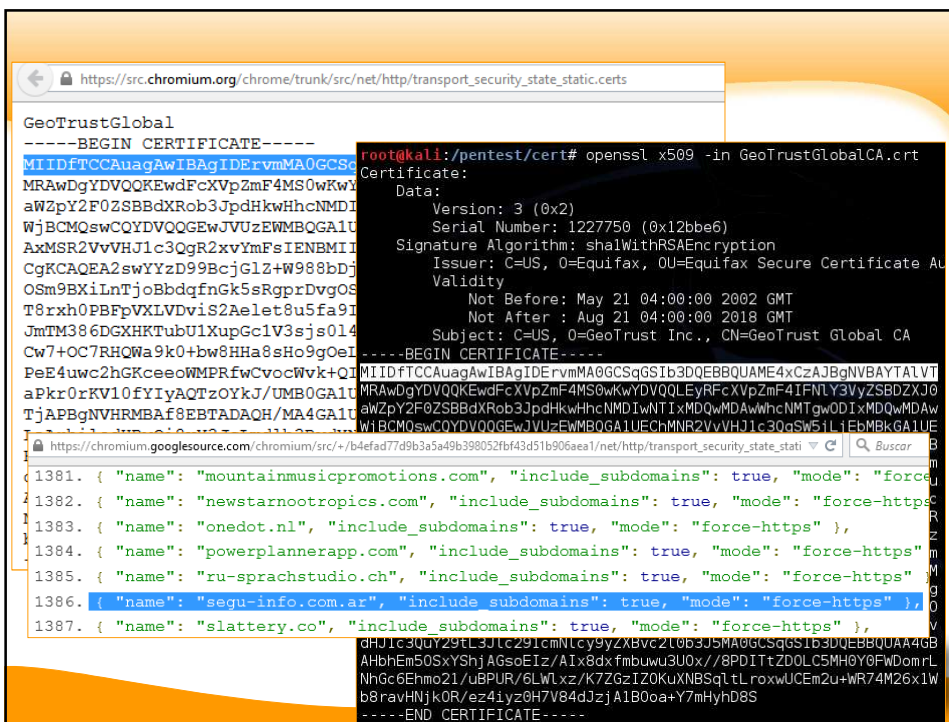 https://src.chromium.org/chrome/trunk/src/net/http/transport_security_state_static.certs
GeoTrustGlobal
-----BEGIN CERTIFICATE-----
MIIDfTCCAuagAwIBAgIDErvmMA0GCSq
MRAwDgYDVQQKEwdFcXVpZmF4MS0wKwY
aWZpY2F0ZSBBdXRob3JpdHkwHhcNMDI
WjBCMQswCQYDVQQGEwJVUzEWMBQGA1U
AxMSR2VvVHJ1c3QgR2xvYmFsIENBMII
CgKCAQEA2swYYzD99BcjGlZ+W988bDj
OSm9BXiLnTjoBbdqfnGk5sRgprDvgOS
T8rxh0PBFpVXLVDviS2Aelet8u5fa9I
JmTM386DGXHKTubU1XupGc1V3sjs0l4
Cw7+OC7RHQWa9k0+bw8HHa8sHo9gOeL
PeE4uwc2hGKceeoWMPRfwCvocWvk+QI
aPkr0rKV10fYIyAQTzOYkJ/UMB0GA1U
TjAPBgNVHRMBAf8EBTADAQH/MA4GA1U
root@kali:/pentest/cert# openssl x509 -in GeoTrustGlobalCA.crt
Certificate:
Data:
Version: 3 (0x2)
Serial Number: 1227750 (0x12bbe6)
Signature Algorithm: sha1WithRSAEncryption
Issuer: C=US, O=Equifax, OU=Equifax Secure Certificate Au
Validity
Not Before: May 21 04:00:00 2002 GMT
Not After : Aug 21 04:00:00 2018 GMT
Subject: C=US, O=GeoTrust Inc., CN=GeoTrust Global CA
-----BEGIN CERTIFICATE-----
MIIDfTCCAuagAwIBAgIDErvmMA0GCSqGSIb3DQEBBQUAME4xCzAJBgNVBAYTAlVT
MRAwDgYDVQQKEwdFcXVpZmF4MS0wKwYDVQQLEyRFcXVpZmF4IFNlY3VyZSBDZXJ0
aWZpY2F0ZSBBdXRob3JpdHkwHhcNMDIwNTIxMDQwMDAwWhcNMTgwODIxMDQwMDAw
WjBCMQswCQYDVQQGEwJVUzEWMBQGA1UEChMNR2VvVHJ1c3QgSW5jLjEbMBkGA1UE
https://chromium.googlesource.com/chromium/src/+/b4efad77d9b3a5a49b398052fbf43d51b906aea1/net/http/transport_security_state_stati
Buscar
1381. { "name": "mountainmusicpromotions.com", "include_subdomains": true, "mode": "force
1382. { "name": "newstarnootropics.com", "include_subdomains": true, "mode": "force-https"
1383. { "name": "onedot.nl", "include_subdomains": true, "mode": "force-https" },
1384. { "name": "powerplannerapp.com", "include_subdomains": true, "mode": "force-https"
1385. { "name": "ru-sprachstudio.ch", "include_subdomains": true, "mode": "force-https" }
1386. { "name": "segu-info.com.ar", "include_subdomains": true, "mode": "force-https" },
1387. { "name": "slattery.co", "include_subdomains": true, "mode": "force-https" },
dHJ1c3QuY29tL3Jlc291cmNlcy9yZXBvc2l0b3J5MA0GCSqGSIb3DQEBBQUAA4GB
AHbhEm5OSxYShjAGsoEIz/AIx8dxfmbuwu3UOx//8PDITtZDOLC5MH0Y0FWDomrL
NhGc6Ehmo21/uBPUR/6LWlxz/K7ZGzIZOKuXNBSqltLroxwUCEm2u+WR74M26x1W
b8ravHNjkOR/ez4iyz0H7V84dJzjA1BOoa+Y7mHyhD8S
-----END CERTIFICATE-----